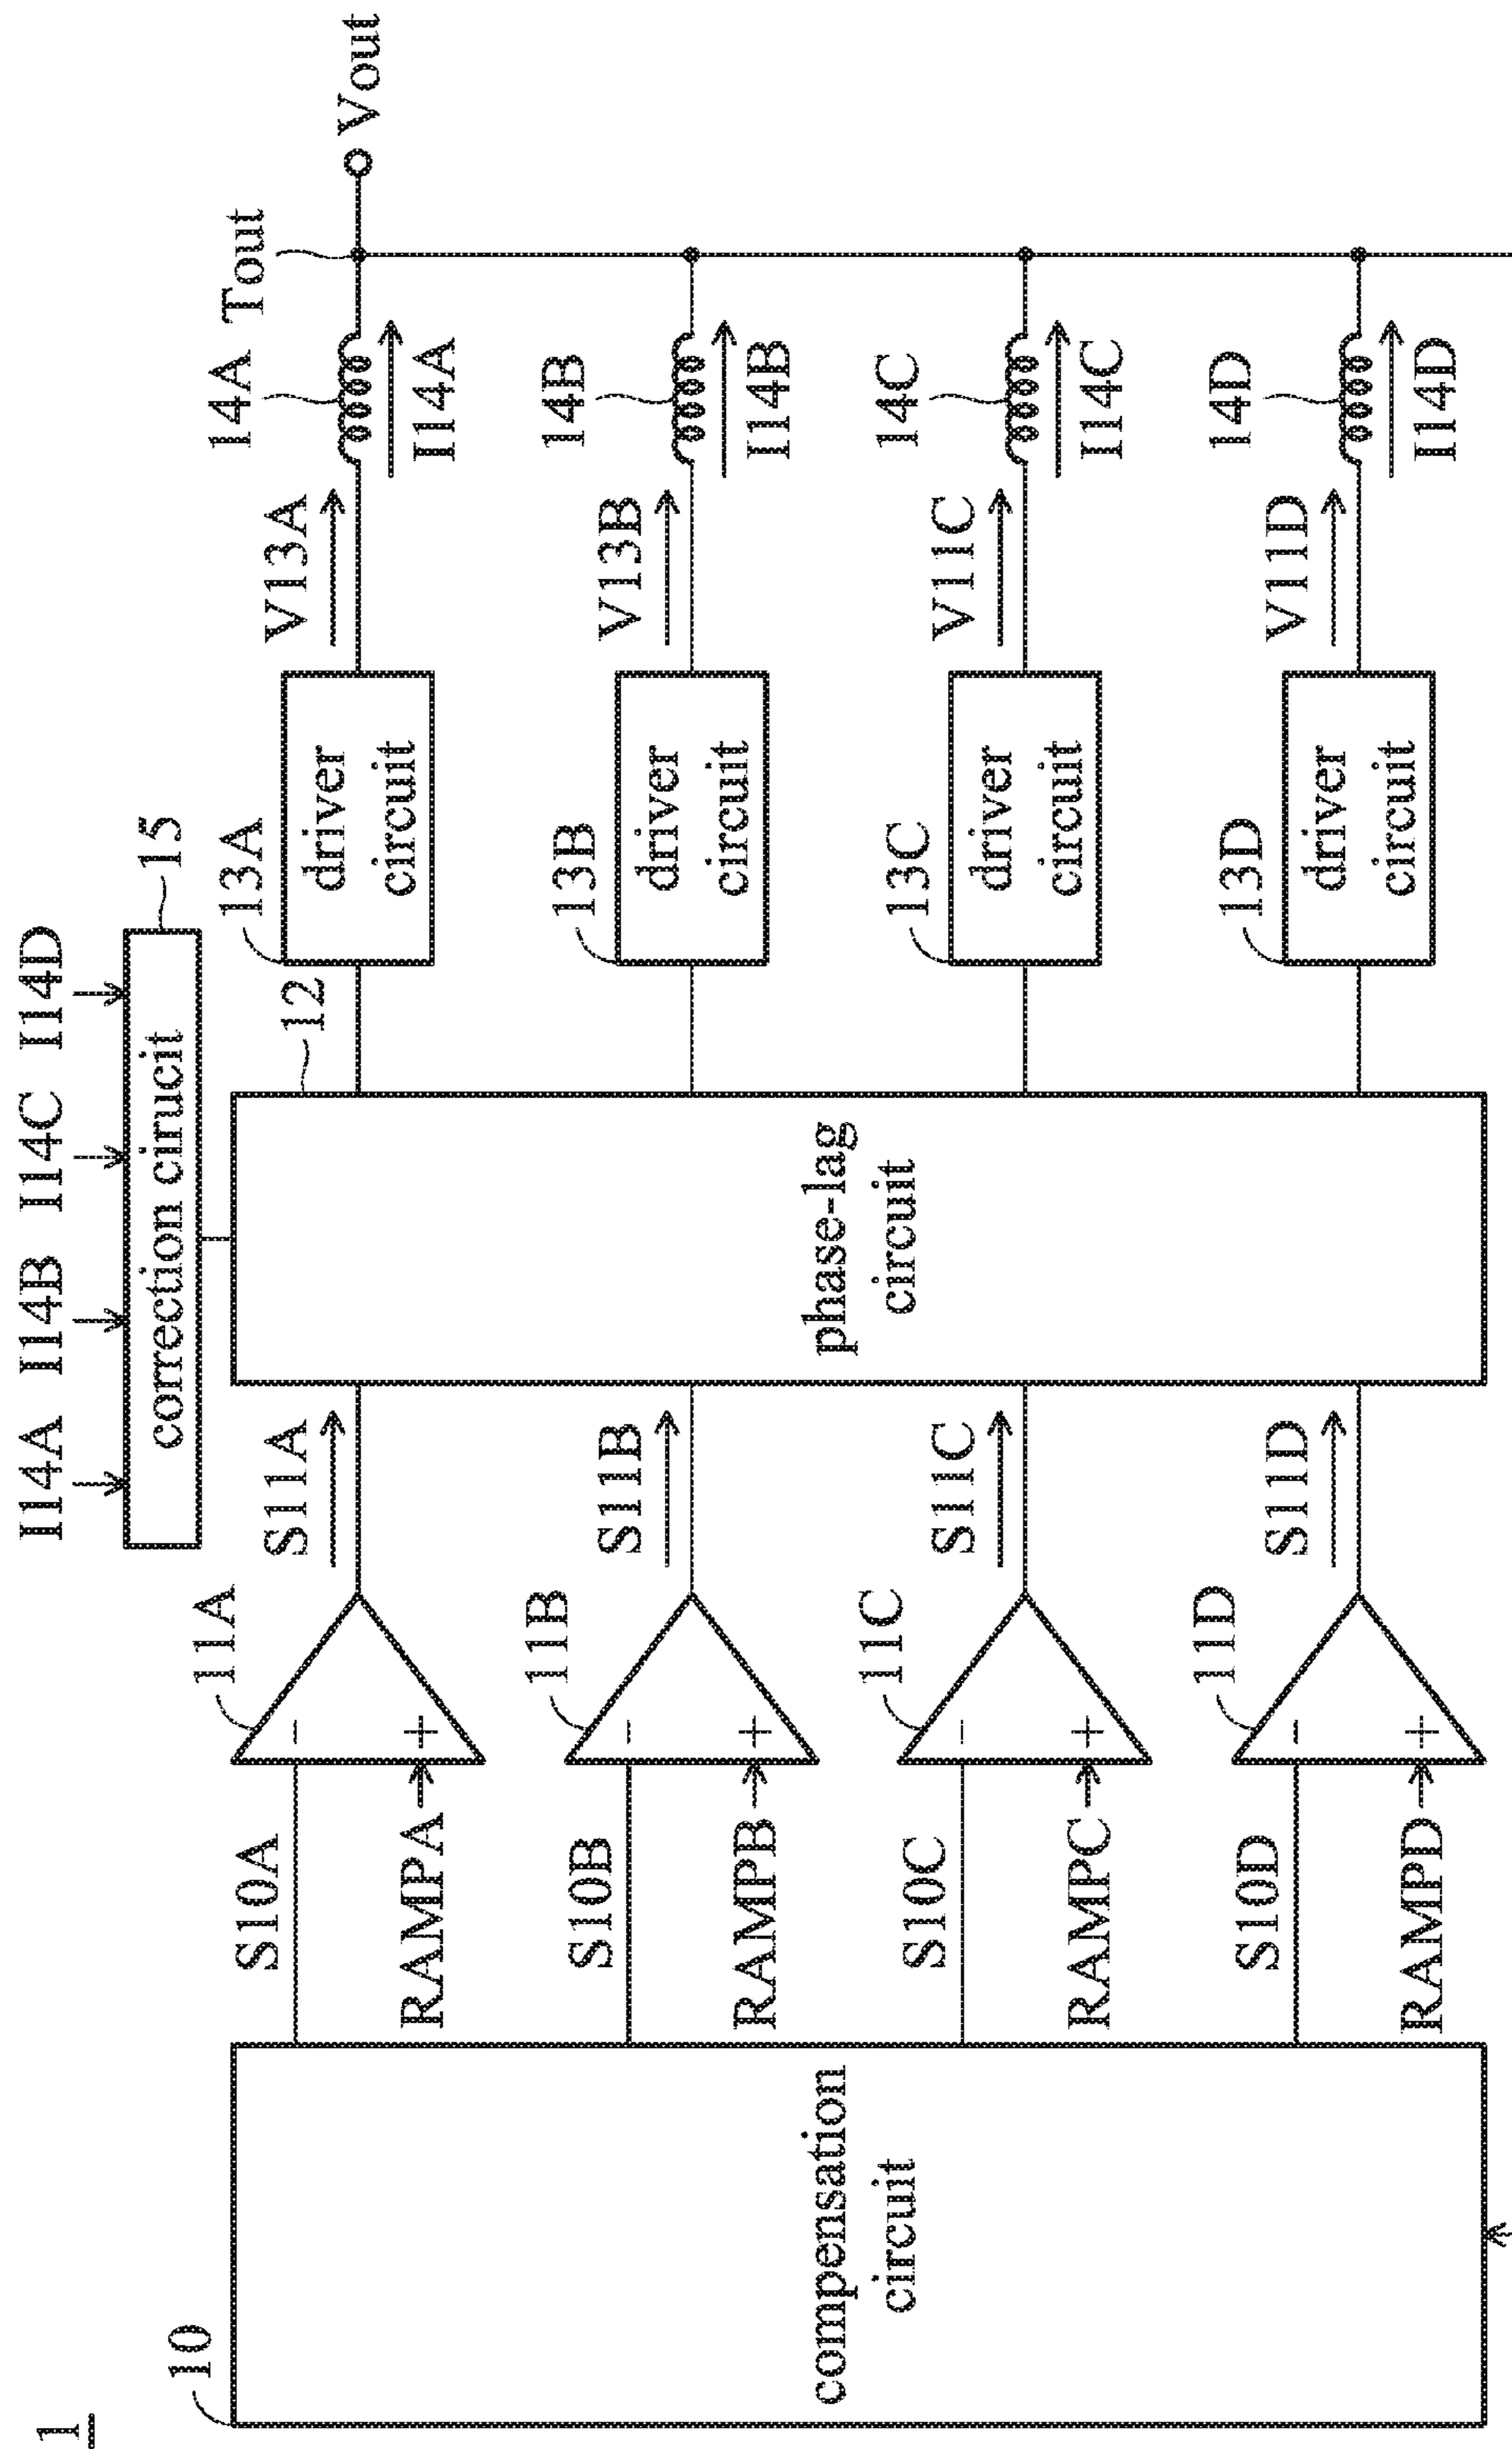 1
I14A I14B I14C I14D
correction cirucit
15
10
compensation
circuit
S10A
RAMPA
11A
-
+
S11A
12
phase-lag
circuit
13A
driver
circuit
V13A
14A
I14A
Tout
Vout
S10B
RAMPB
11B
-
+
S11B
13B
driver
circuit
V13B
14B
I14B
S10C
RAMPC
11C
-
+
S11C
13C
driver
circuit
V11C
14C
I14C
S10D
RAMPD
11D
-
+
S11D
13D
driver
circuit
V11D
14D
I14D